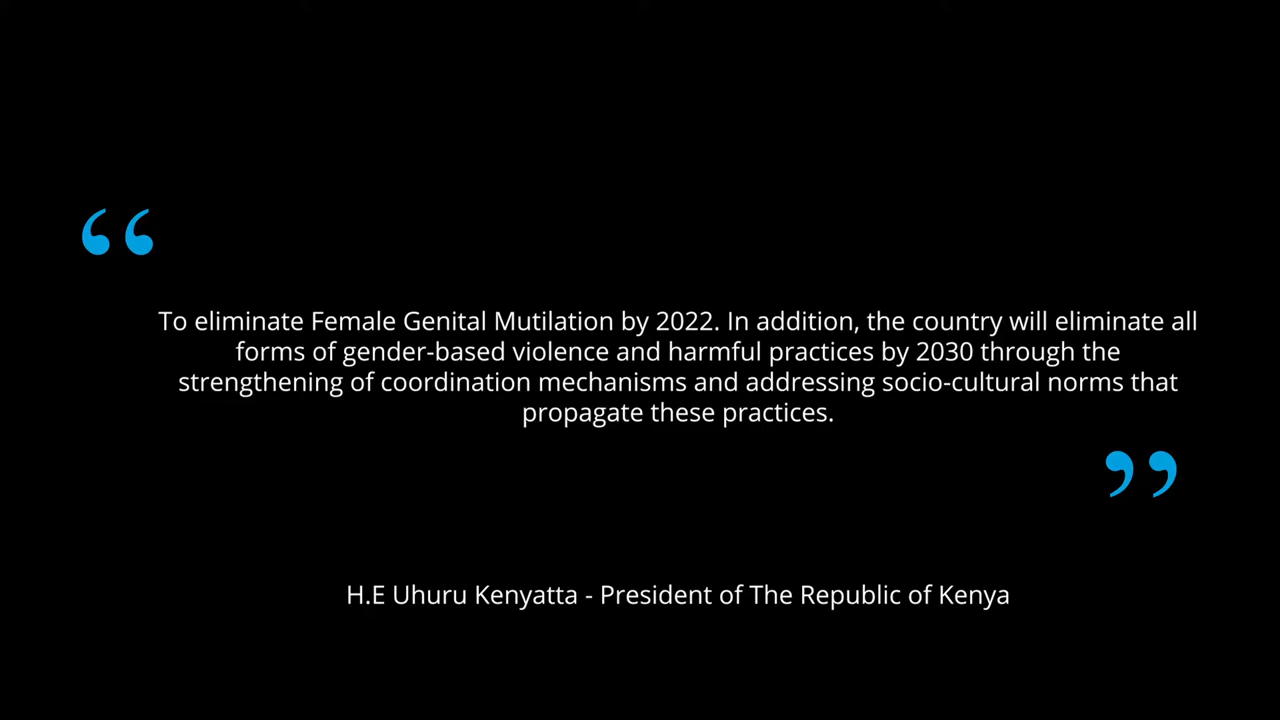 “
To eliminate Female Genital Mutilation by 2022. In addition, the country will eliminate all
forms of gender-based violence and harmful practices by 2030 through the
strengthening of coordination mechanisms and addressing socio-cultural norms that
propagate these practices.
”
H.E Uhuru Kenyatta - President of The Republic of Kenya